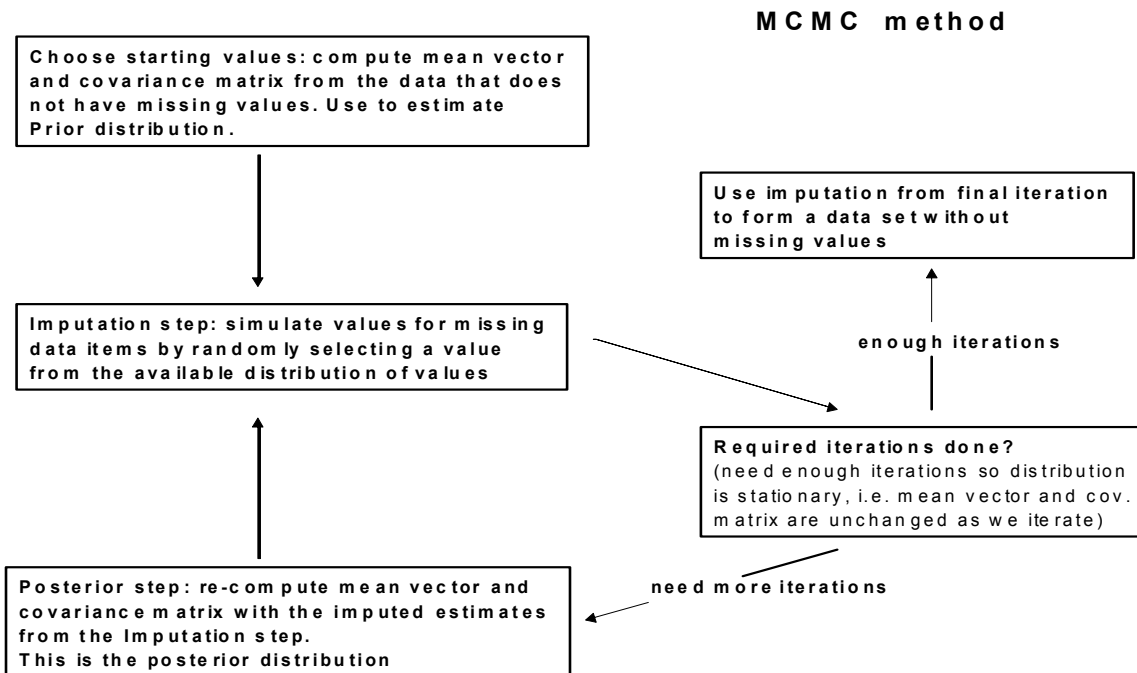 MCMC method
Choose starting values: compute mean vector
and covariance matrix from the data that does
not have missing values. Use to estimate
Prior distribution.
Use imputation from final iteration
to form a data set without
missing values
Imputation step: simulate values for missing
data items by randomly selecting a value
from the available distribution of values
enough iterations
Required iterations done?
(need enough iterations so distribution
is stationary, i.e. mean vector and cov.
matrix are unchanged as we iterate)
need more iterations
Posterior step: re-compute mean vector and
covariance matrix with the imputed estimates
from the Imputation step.
This is the posterior distribution